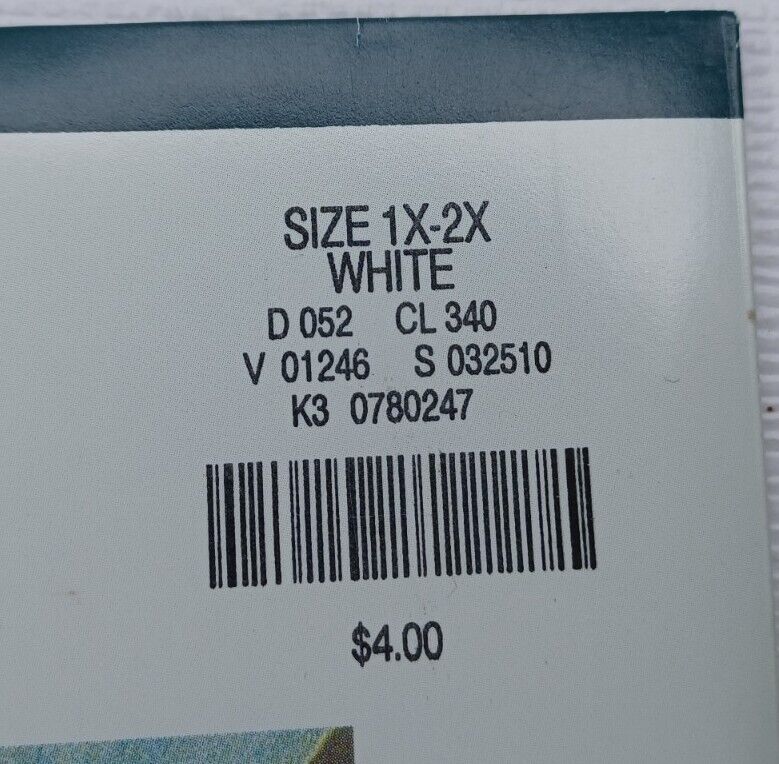 SIZE 1X-2X
WHITE
D 052 CL 340
V 01246 S 032510
K3 0780247
$4.00